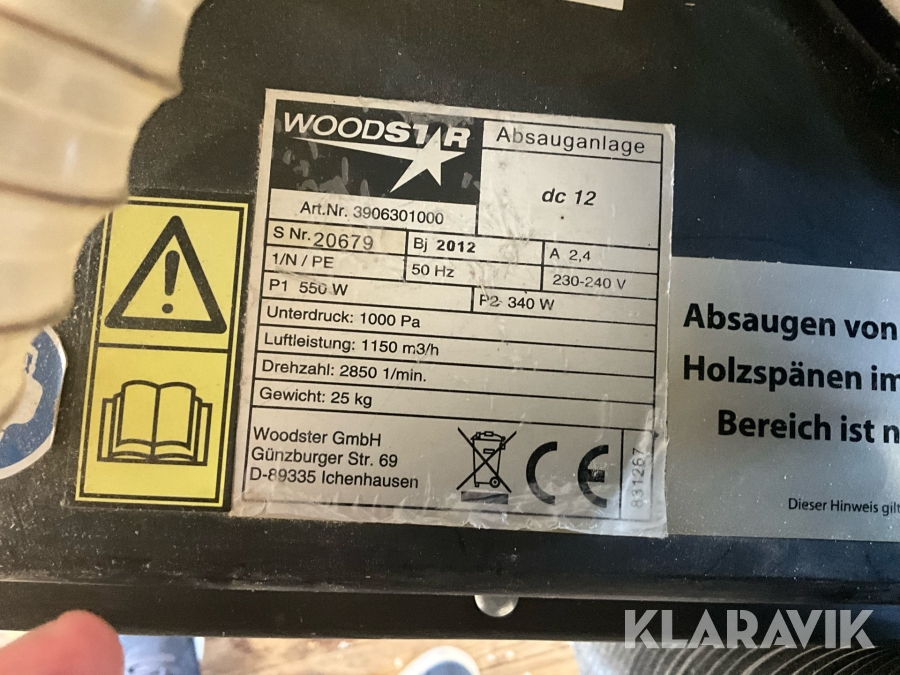 WOODSTAR
Absauganlage
dc 12
Art.Nr. 3906301000
S Nr. 20679
Bj 2012
A 2,4
1/N / PE
50 Hz
230-240 V
P1 550 W
P2 340 W
Unterdruck: 1000 Pa
Luftleistung: 1150 m3/h
Drehzahl: 2850 1/min.
Gewicht: 25 kg
Woodster GmbH
Günzburger Str. 69
D-89335 Ichenhausen
CE
831267
Absaugen von
Holzspänen im
Bereich ist n
Dieser Hinweis gilt
KLARAVIK